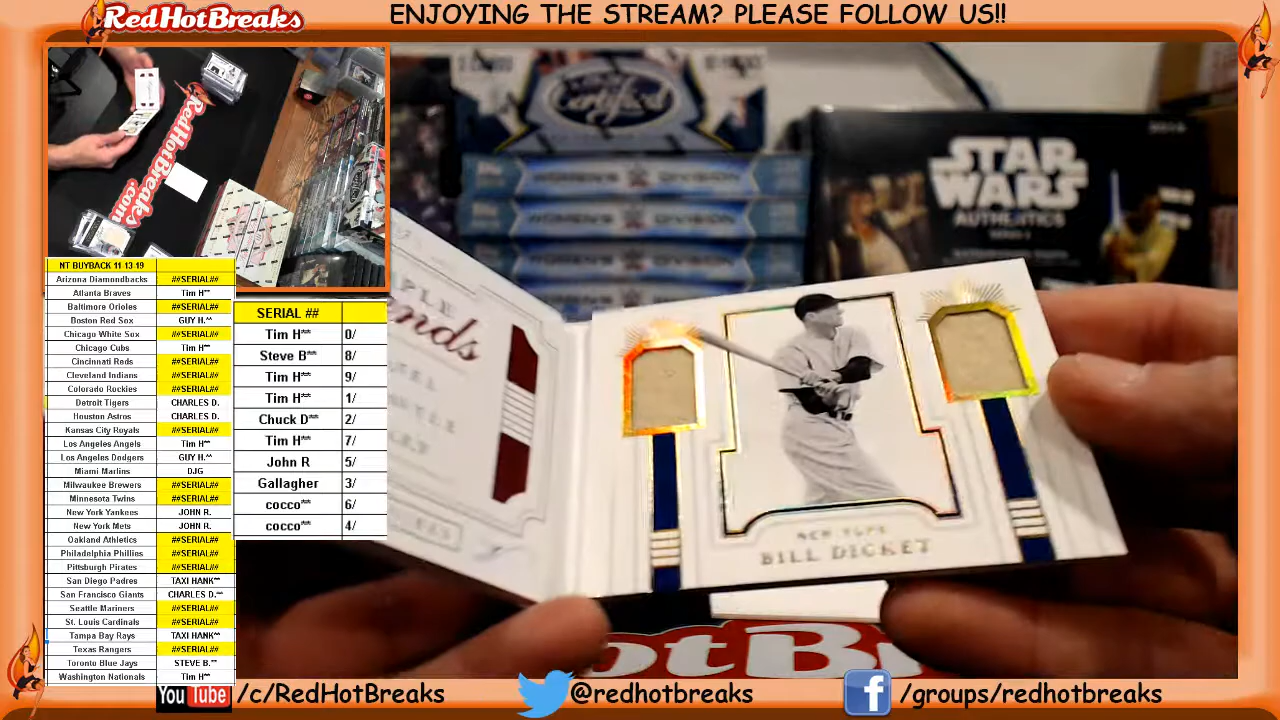 RedHotBreaks
ENJOYING THE STREAM? PLEASE FOLLOW US!!
RedHotBreaks
.com
NT BUYBACK 11-13-19
Arizona Diamondbacks ##SERIAL##
Atlanta Braves Tim H**
Baltimore Orioles ##SERIAL##
Boston Red Sox GUY H.^^
Chicago White Sox ##SERIAL##
Chicago Cubs Tim H**
Cincinnati Reds ##SERIAL##
Cleveland Indians ##SERIAL##
Colorado Rockies ##SERIAL##
Detroit Tigers CHARLES D.
Houston Astros CHARLES D.
Kansas City Royals ##SERIAL##
Los Angeles Angels Tim H**
Los Angeles Dodgers GUY H.^^
Miami Marlins DJG
Milwaukee Brewers ##SERIAL##
Minnesota Twins ##SERIAL##
New York Yankees JOHN R.
New York Mets JOHN R.
Oakland Athletics ##SERIAL##
Philadelphia Phillies ##SERIAL##
Pittsburgh Pirates ##SERIAL##
San Diego Padres TAXI HANK^^
San Francisco Giants CHARLES D.^^
Seattle Mariners ##SERIAL##
St. Louis Cardinals ##SERIAL##
Tampa Bay Rays TAXI HANK^^
Texas Rangers ##SERIAL##
Toronto Blue Jays STEVE B.**
Washington Nationals Tim H**
SERIAL ##
Tim H** 0/
Steve B** 8/
Tim H** 9/
Tim H** 1/
Chuck D** 2/
Tim H** 7/
John R 5/
Gallagher 3/
cocco** 6/
cocco** 4/
Certified
WOMEN'S DIVISION
WOMEN'S DIVISION
STAR
WARS
AUTHENTICS
NEW YORK
BILL DICKEY
otBr
YouTube /c/RedHotBreaks
@redhotbreaks
/groups/redhotbreaks